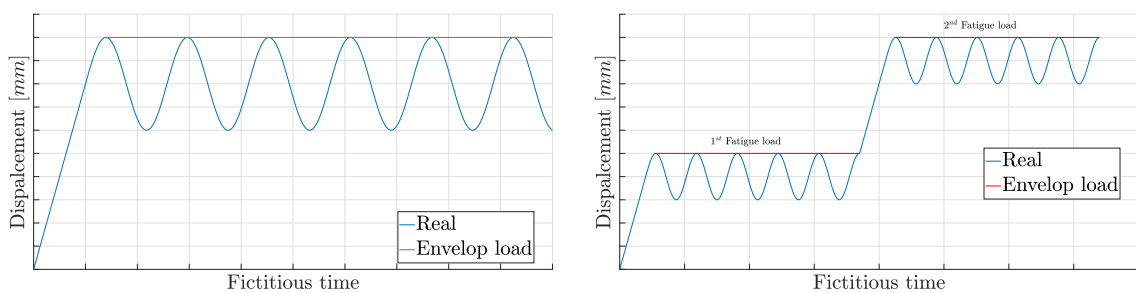 Dispalcement [mm]
Real
Envelop load
Fictitious time
2nd Fatigue load
1st Fatigue load
Dispalcement [mm]
Real
Envelop load
Fictitious time